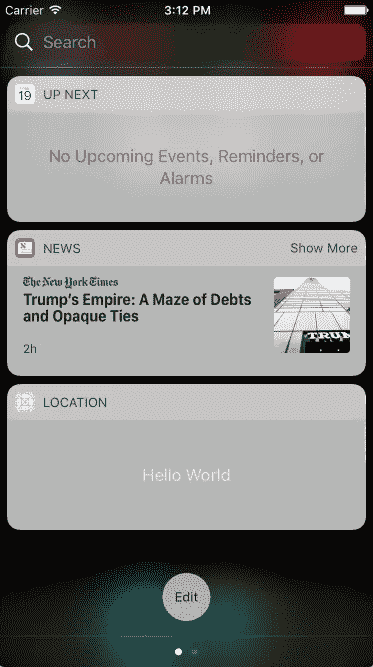 Carrier 3:12 PM
Search
19 UP NEXT
No Upcoming Events, Reminders, or
Alarms
NEWS Show More
The New York Times
Trump's Empire: A Maze of Debts
and Opaque Ties
TRUM
2h
LOCATION
Hello World
Edit